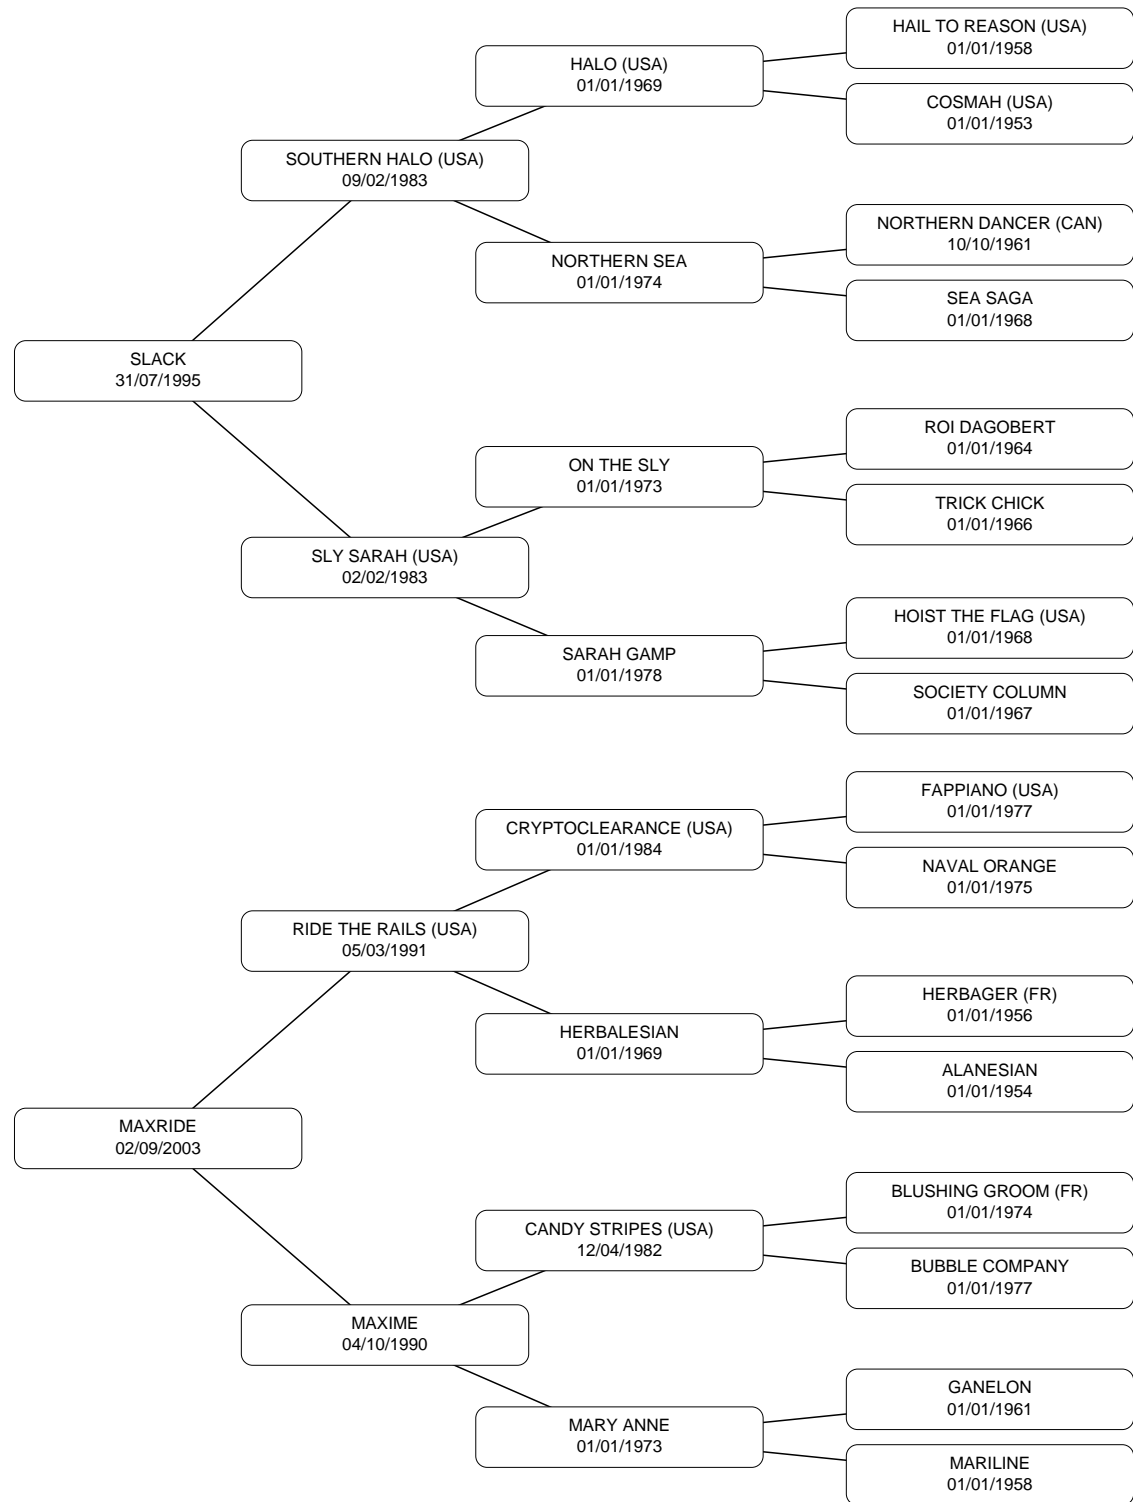 HAIL TO REASON (USA)
01/01/1958
HALO (USA)
01/01/1969
COSMAH (USA)
01/01/1953
SOUTHERN HALO (USA)
09/02/1983
NORTHERN DANCER (CAN)
10/10/1961
NORTHERN SEA
01/01/1974
SEA SAGA
01/01/1968
SLACK
31/07/1995
ROI DAGOBERT
01/01/1964
ON THE SLY
01/01/1973
TRICK CHICK
01/01/1966
SLY SARAH (USA)
02/02/1983
HOIST THE FLAG (USA)
01/01/1968
SARAH GAMP
01/01/1978
SOCIETY COLUMN
01/01/1967
FAPPIANO (USA)
01/01/1977
CRYPTOCLEARANCE (USA)
01/01/1984
NAVAL ORANGE
01/01/1975
RIDE THE RAILS (USA)
05/03/1991
HERBAGER (FR)
01/01/1956
HERBALESIAN
01/01/1969
ALANESIAN
01/01/1954
MAXRIDE
02/09/2003
BLUSHING GROOM (FR)
01/01/1974
CANDY STRIPES (USA)
12/04/1982
BUBBLE COMPANY
01/01/1977
MAXIME
04/10/1990
GANELON
01/01/1961
MARY ANNE
01/01/1973
MARILINE
01/01/1958